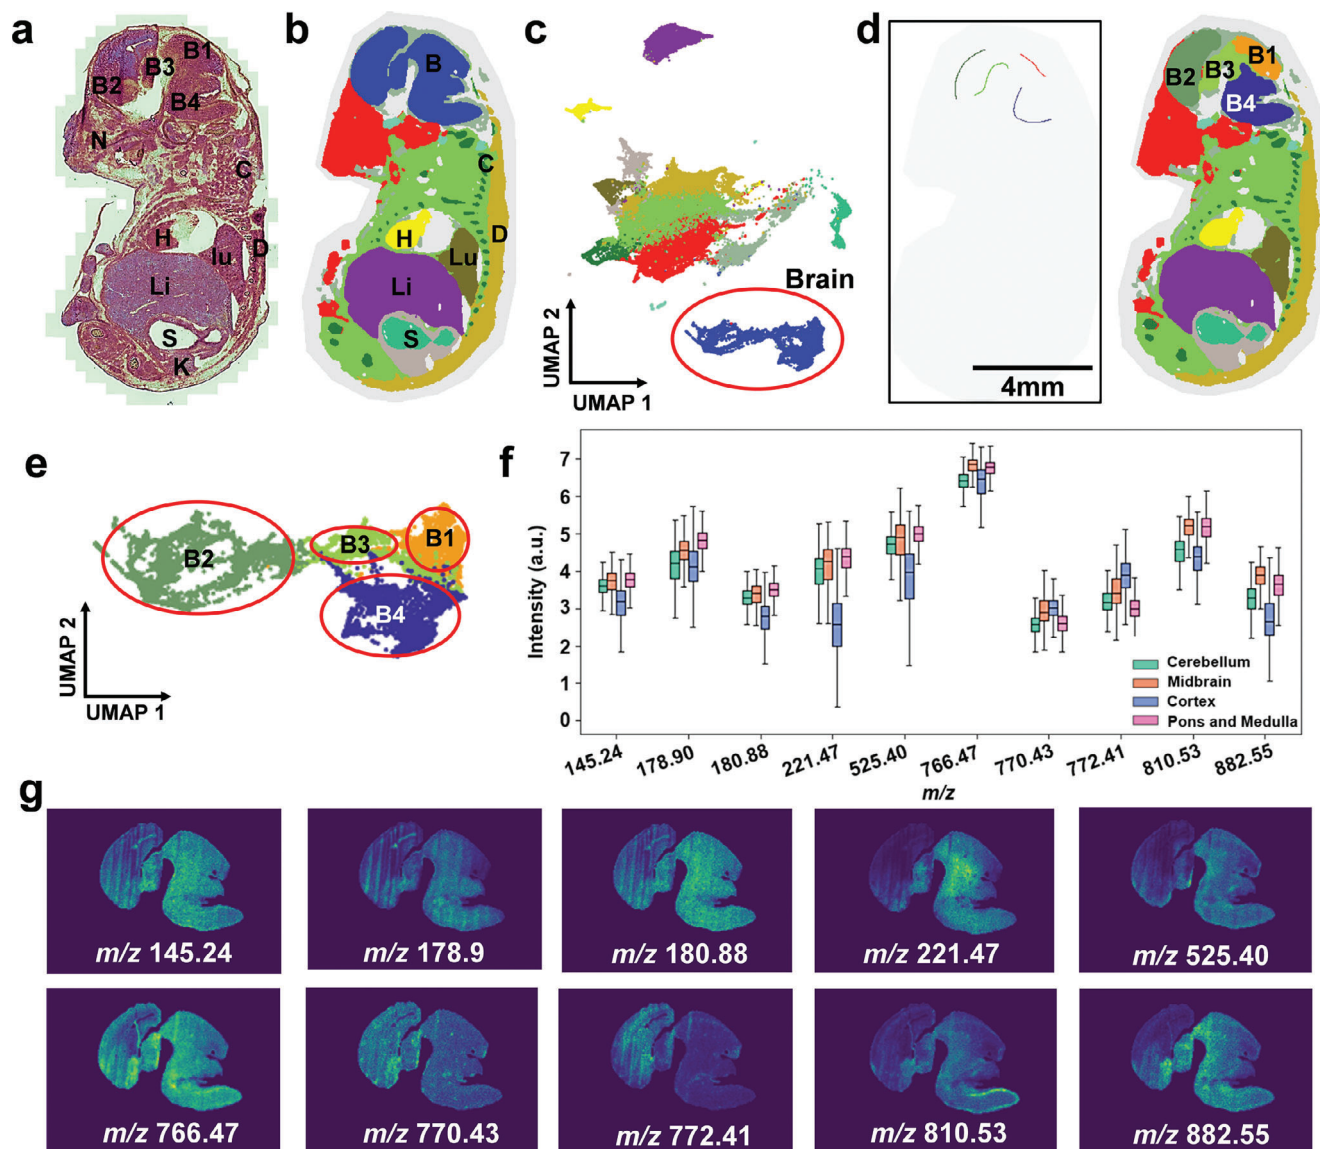 a
B1
B3
B2
B4
N
C
H
lu
D
Li
S
K
b
B
C
H
D
Lu
Li
S
c
Brain
UMAP 2
UMAP 1
d
4mm
B1
B2
B3
B4
e
B2
B3
B1
B4
UMAP 2
UMAP 1
f
Intensity (a.u.)
7
6
5
4
3
2
1
0
Cerebellum
Midbrain
Cortex
Pons and Medulla
145.24
178.90
180.88
221.47
525.40
766.47
770.43
772.41
810.53
882.55
m/z
g
m/z 145.24
m/z 178.9
m/z 180.88
m/z 221.47
m/z 525.40
m/z 766.47
m/z 770.43
m/z 772.41
m/z 810.53
m/z 882.55